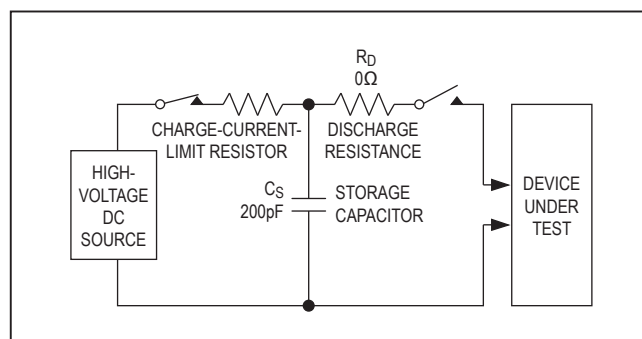 R_D
0Ω
CHARGE-CURRENT-
LIMIT RESISTOR
DISCHARGE
RESISTANCE
HIGH-
VOLTAGE
DC
SOURCE
C_S
200pF
STORAGE
CAPACITOR
DEVICE
UNDER
TEST